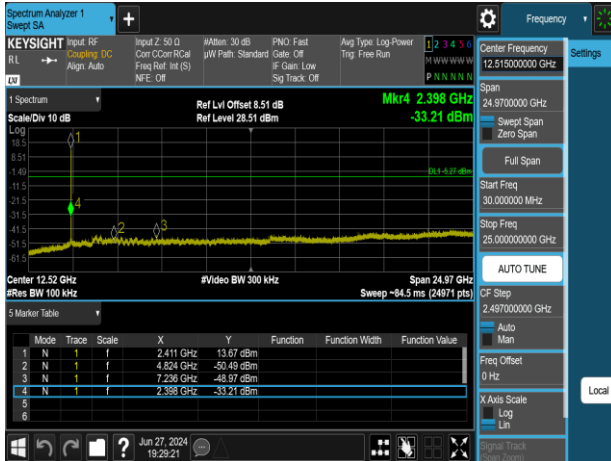 Spectrum Analyzer 1
Swept SA
+
Frequency
KEYSIGHT
Input: RF
Coupling: DC
Align: Auto
RL
LXI
Input Z: 50 Ω
Corr CCorr RCal
Freq Ref: Int (S)
NFE: Off
#Atten: 30 dB
µW Path: Standard
PNO: Fast
Gate: Off
IF Gain: Low
Sig Track: Off
Avg Type: Log-Power
Trig: Free Run
1 2 3 4 5 6
M W W W W W
P N N N N N
1 Spectrum
Scale/Div 10 dB
Ref Lvl Offset 8.51 dB
Ref Level 28.51 dBm
Mkr4 2.398 GHz
-33.21 dBm
Log
18.5
8.51
-1.49
-11.5
-21.5
-31.5
-41.5
-51.5
-61.5
1
4
2
3
DL1 -5.27 dBm
Center 12.52 GHz
#Res BW 100 kHz
#Video BW 300 kHz
Span 24.97 GHz
Sweep ~84.5 ms (24971 pts)
5 Marker Table
Mode Trace Scale X Y Function Function Width Function Value
1 N 1 f 2.411 GHz 13.67 dBm
2 N 1 f 4.824 GHz -50.49 dBm
3 N 1 f 7.236 GHz -48.97 dBm
4 N 1 f 2.398 GHz -33.21 dBm
5
6
Jun 27, 2024
19:29:21
?
Center Frequency
12.515000000 GHz
Span
24.9700000 GHz
Swept Span
Zero Span
Full Span
Start Freq
30.000000 MHz
Stop Freq
25.000000000 GHz
AUTO TUNE
CF Step
2.497000000 GHz
Auto
Man
Freq Offset
0 Hz
X Axis Scale
Log
Lin
Signal Track
(Span Zoom)
Settings
Local